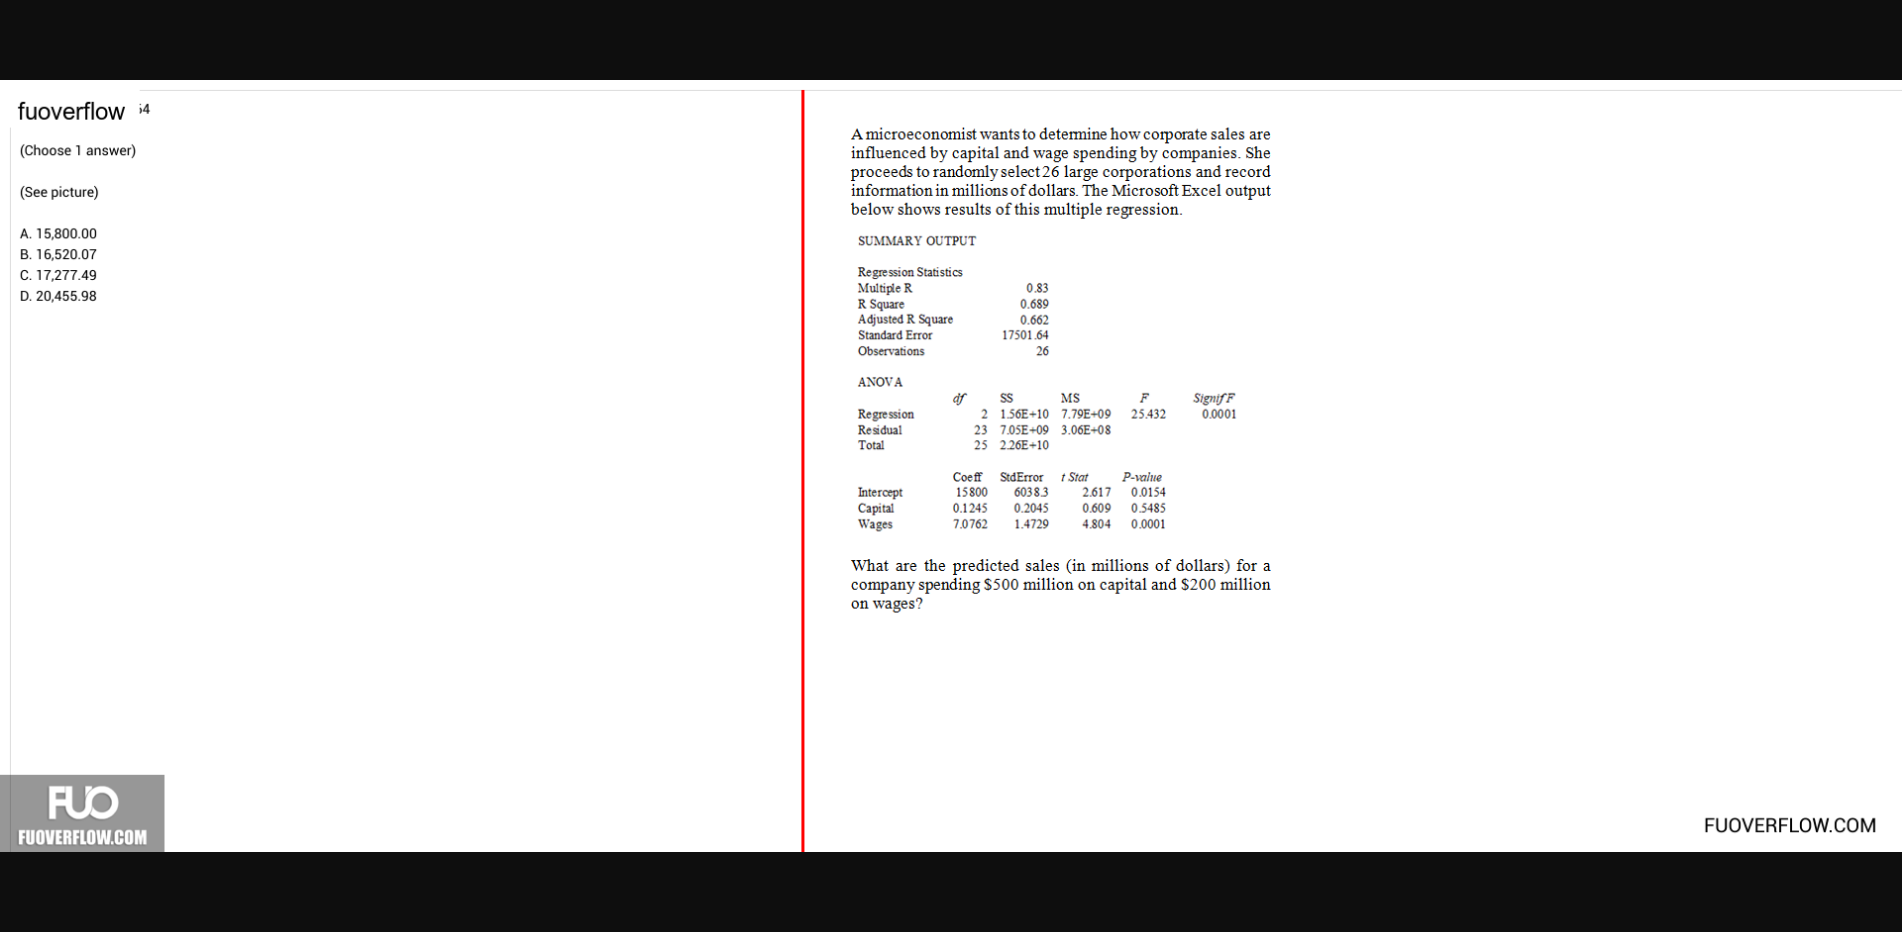 fuoverflow
(Choose 1 answer)
(See picture)
A. 15,800.00
B. 16,520.07
C. 17,277.49
D. 20,455.98
A microeconomist wants to determine how corporate sales are
influenced by capital and wage spending by companies. She
proceeds to randomly select 26 large corporations and record
information in millions of dollars. The Microsoft Excel output
below shows results of this multiple regression.
SUMMARY OUTPUT
Regression Statistics
Multiple R 0.83
R Square 0.689
Adjusted R Square 0.662
Standard Error 17501.64
Observations 26
ANOVA
df SS MS F Signif F
Regression 2 1.56E+10 7.79E+09 25.432 0.0001
Residual 23 7.05E+09 3.06E+08
Total 25 2.26E+10
Coeff StdError t Stat P-value
Intercept 15800 6038.3 2.617 0.0154
Capital 0.1245 0.2045 0.609 0.5485
Wages 7.0762 1.4729 4.804 0.0001
What are the predicted sales (in millions of dollars) for a
company spending $500 million on capital and $200 million
on wages?
FUO
FUOVERFLOW.COM
FUOVERFLOW.COM